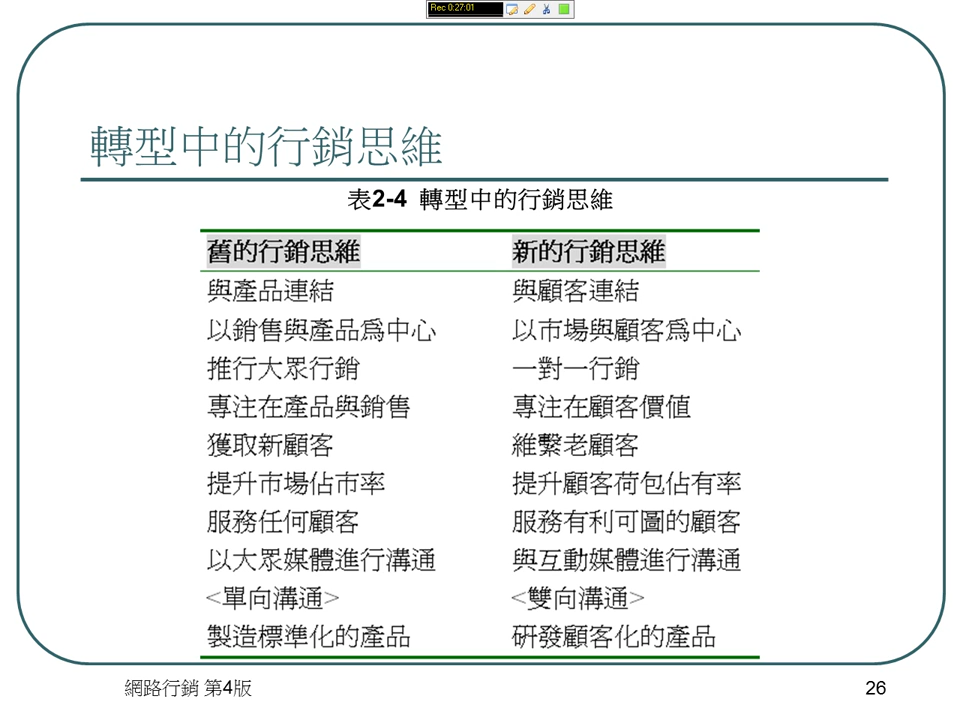 Rec 0:27:01
轉型中的行銷思維
表2-4 轉型中的行銷思維
舊的行銷思維 新的行銷思維
與產品連結 與顧客連結
以銷售與產品為中心 以市場與顧客為中心
推行大眾行銷 一對一行銷
專注在產品與銷售 專注在顧客價值
獲取新顧客 維繫老顧客
提升市場佔市率 提升顧客荷包佔有率
服務任何顧客 服務有利可圖的顧客
以大眾媒體進行溝通 與互動媒體進行溝通
<單向溝通> <雙向溝通>
製造標準化的產品 研發顧客化的產品
網路行銷 第4版 26